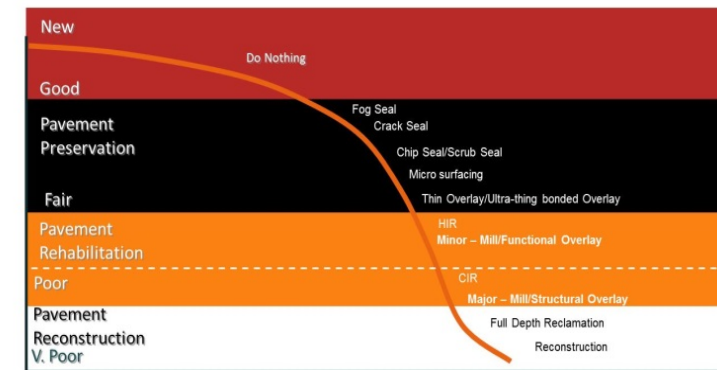 New
Do Nothing
Good
Fog Seal
Pavement
Crack Seal
Preservation
Chip Seal/Scrub Seal
Micro surfacing
Fair
Thin Overlay/Ultra-thing bonded Overlay
HIR
Pavement
Minor – Mill/Functional Overlay
Rehabilitation
CIR
Poor
Major – Mill/Structural Overlay
Pavement
Full Depth Reclamation
Reconstruction
Reconstruction
V. Poor